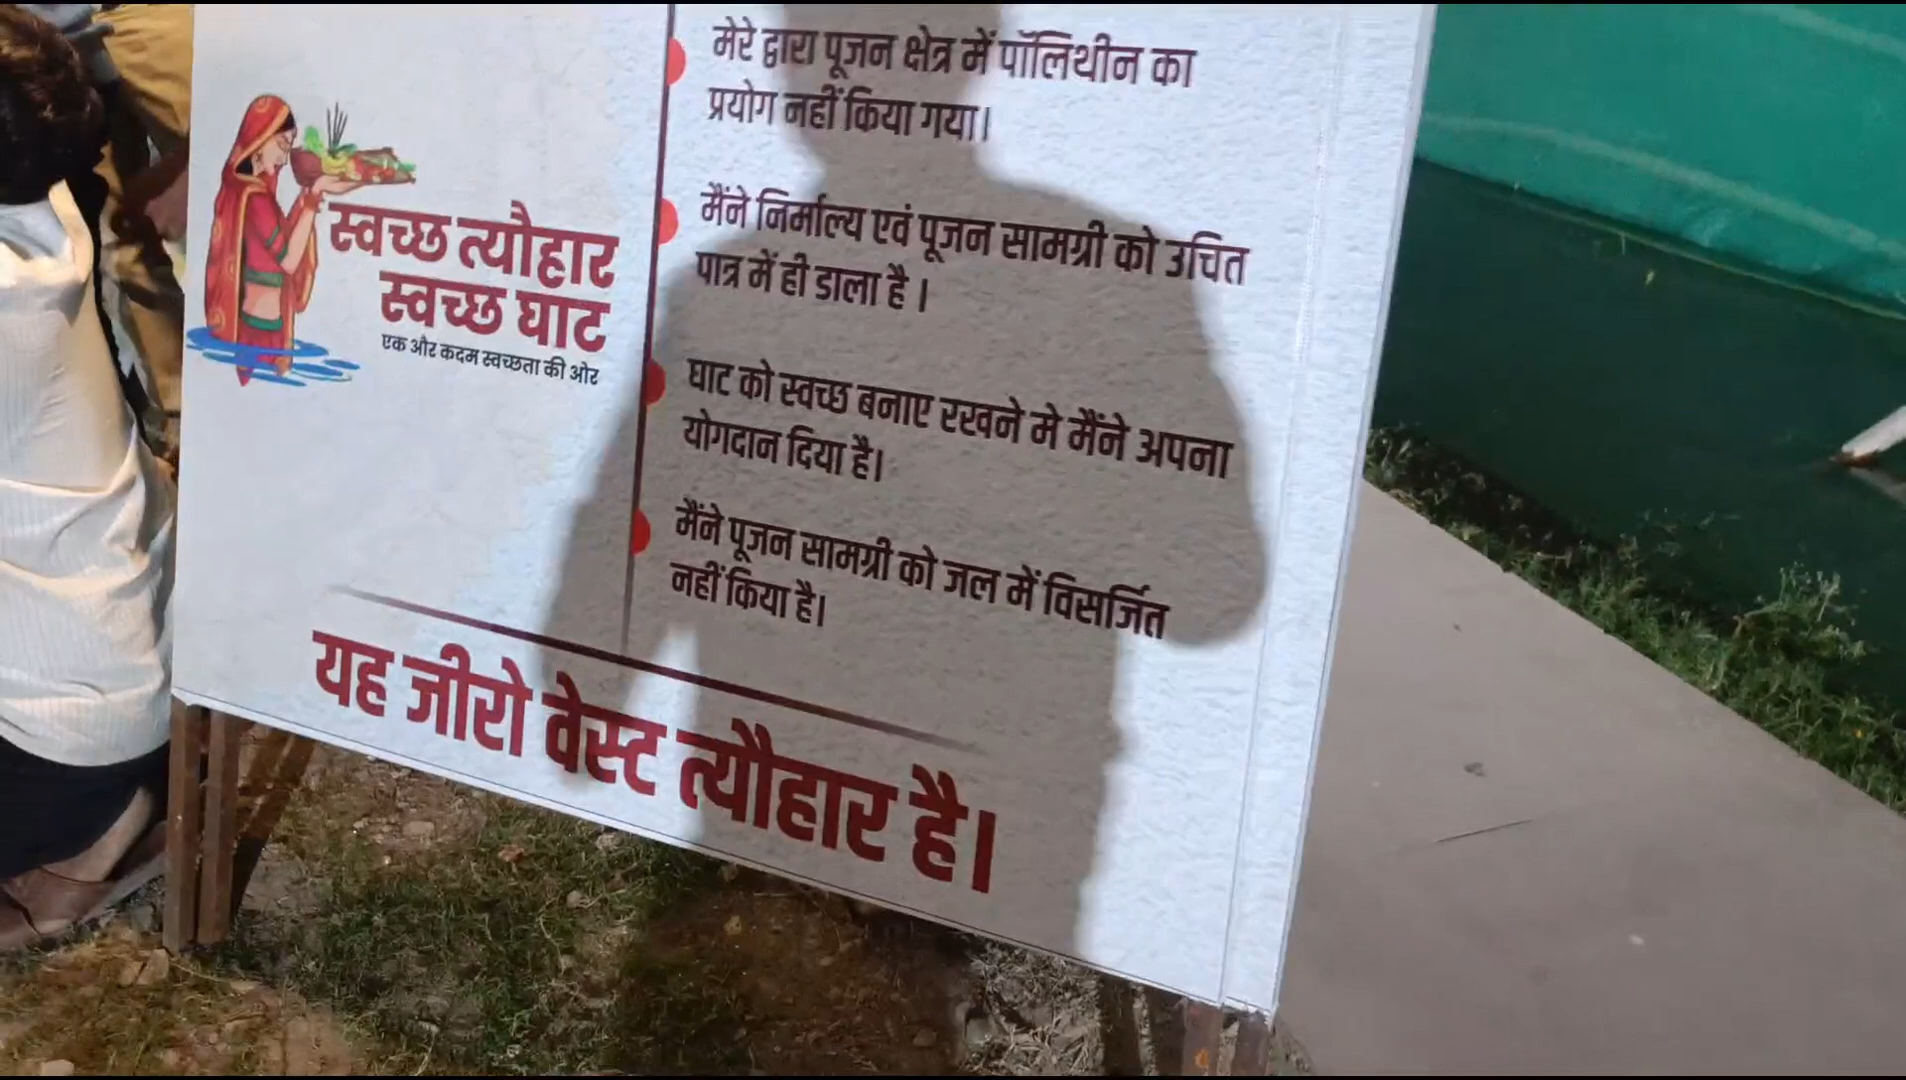 स्वच्छ त्यौहार
स्वच्छ घाट
एक और कदम स्वच्छता की ओर
मेरे द्वारा पूजन क्षेत्र में पॉलिथीन का
प्रयोग नहीं किया गया।
मैंने निर्माल्य एवं पूजन सामग्री को उचित
पात्र में ही डाला है ।
घाट को स्वच्छ बनाए रखने मे मैंने अपना
योगदान दिया है।
मैंने पूजन सामग्री को जल में विसर्जित
नहीं किया है।
यह जीरो वेस्ट त्यौहार है।